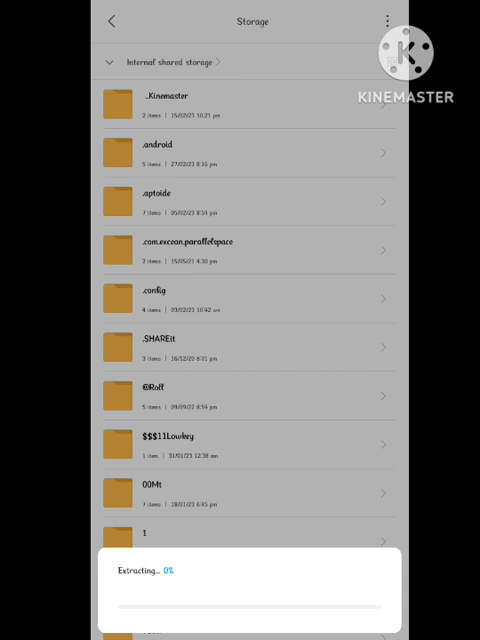 Storage
KINEMASTER
Internal shared storage
..Kinemaster
2 items | 15/02/23 10:21 pm
.android
5 items | 27/02/23 8:16 pm
.aptoide
7 items | 05/02/23 8:54 pm
.com.excean.parallelspace
2 items | 15/05/21 4:30 pm
.config
4 items | 03/02/23 10:42 am
.SHAREit
3 items | 16/12/20 8:01 pm
@Rolf
5 items | 09/09/22 8:54 pm
$$$11Lowkey
1 item | 31/01/23 12:38 am
00Mt
7 items | 19/01/23 6:45 pm
1
Extracting... 0%